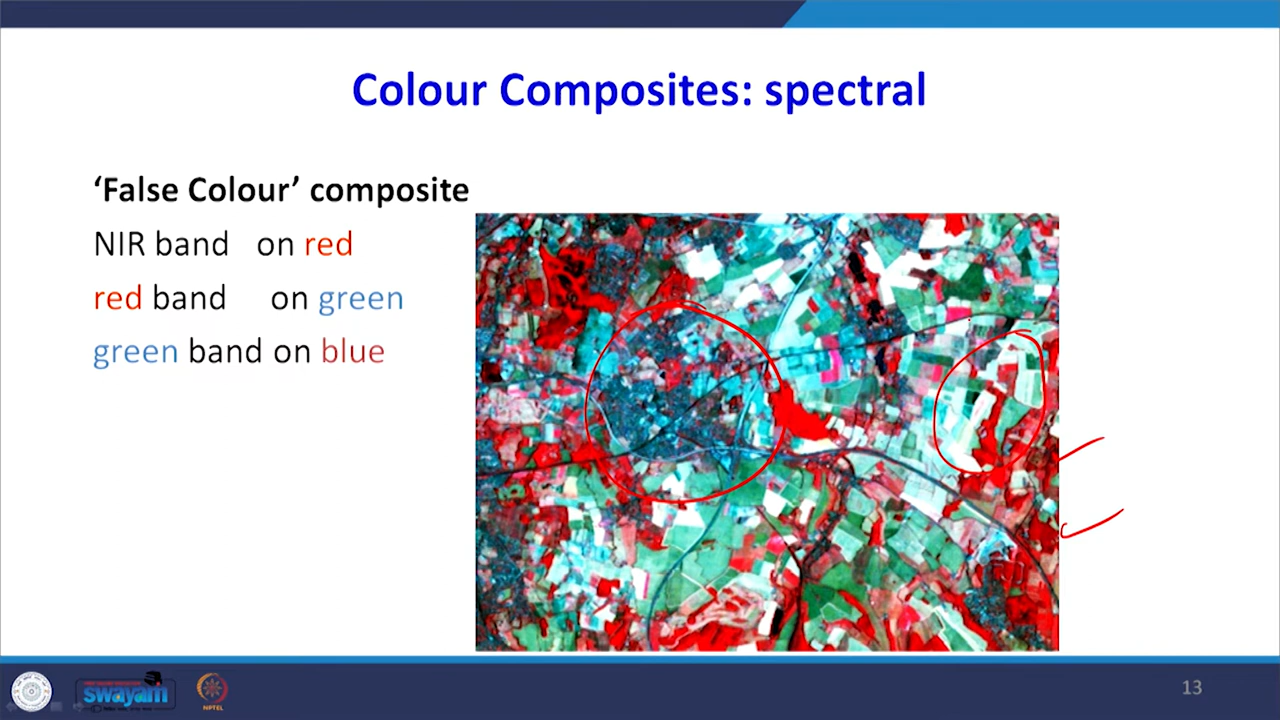 Colour Composites: spectral
‘False Colour’ composite
NIR band on red
red band on green
green band on blue
swayam
NPTEL
13